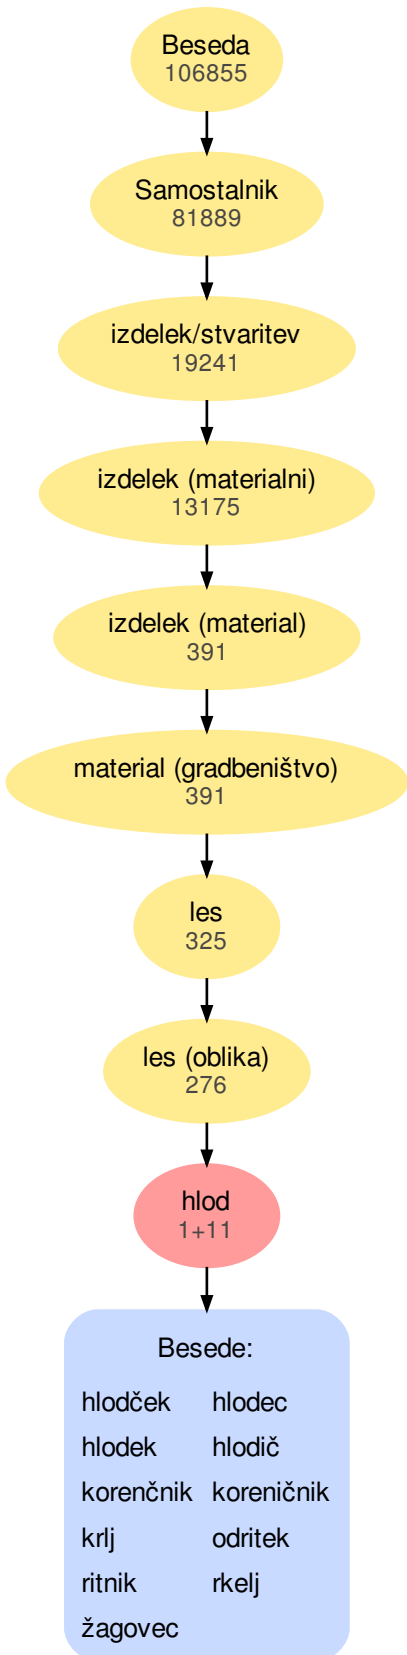 Beseda
106855
Samostalnik
81889
izdelek/stvaritev
19241
izdelek (materialni)
13175
izdelek (material)
391
material (gradbeništvo)
391
les
325
les (oblika)
276
hlod
1+11
Besede:
hlodček hlodec
hlodek hlodič
korenčnik koreničnik
krlj odritek
ritnik rkelj
žagovec